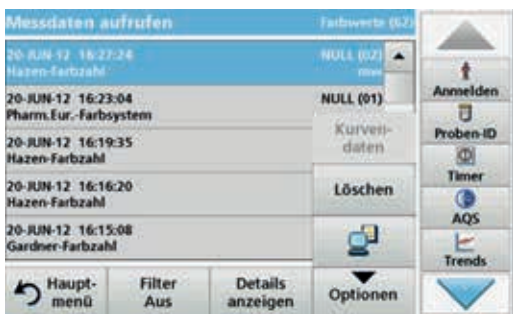 Messdaten aufrufen Farbwerte (62)
20-JUN-12 16:27:24 NULL (02)
Hazen-Farbzahl
20-JUN-12 16:23:04 NULL (01)
Pharm.Eur.-Farbsystem
20-JUN-12 16:19:35
Hazen-Farbzahl
20-JUN-12 16:16:20
Hazen-Farbzahl
20-JUN-12 16:15:08
Gardner-Farbzahl
Kurven-
daten
Löschen
Optionen
Haupt-
menü
Filter
Aus
Details
anzeigen
Anmelden
Proben-ID
Timer
AQS
Trends